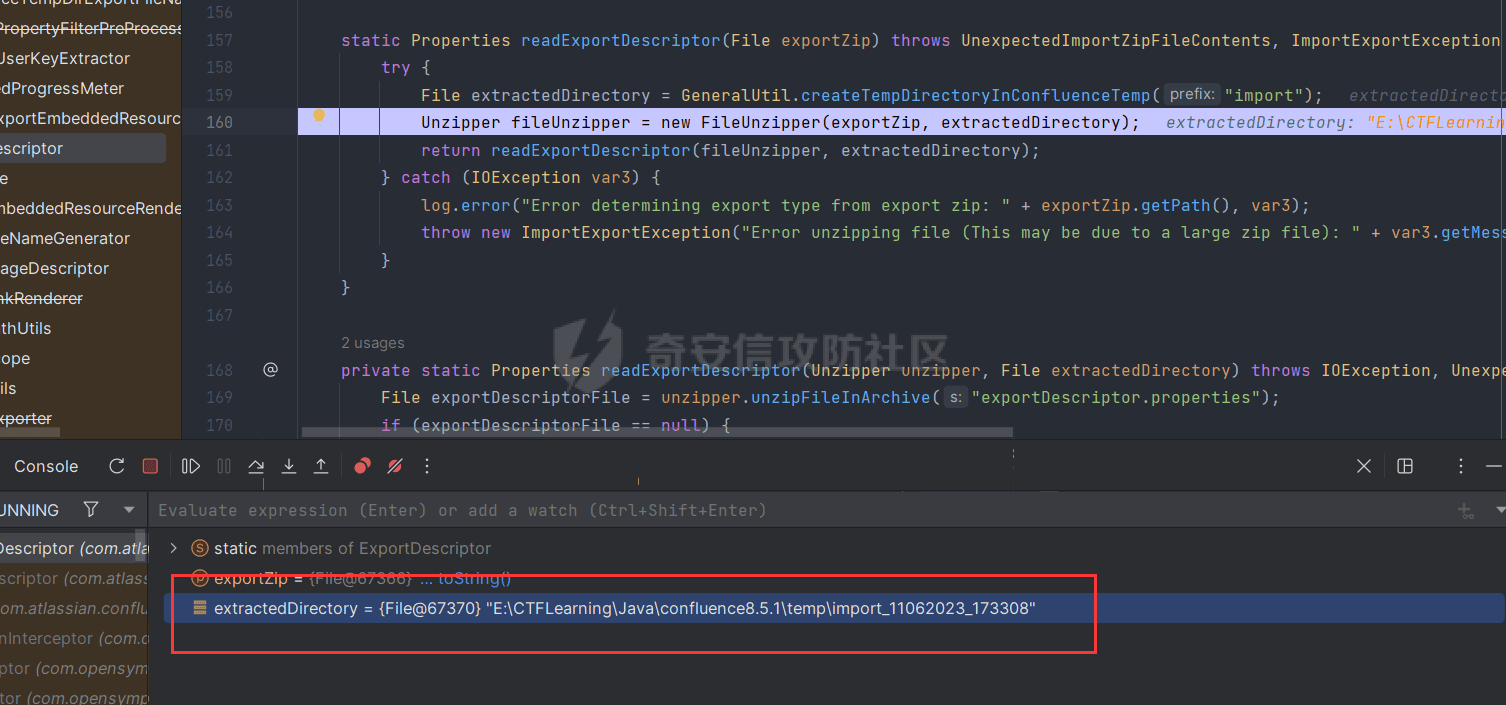 156
PropertyFilterPreProcess
157 static Properties readExportDescriptor(File exportZip) throws UnexpectedImportZipFileContents, ImportExportException
UserKeyExtractor
158 try {
edProgressMeter
159 File extractedDirectory = GeneralUtil.createTempDirectoryInConfluenceTemp( prefix: "import"); extractedDirecto
xportEmbeddedResourc
160 Unzipper fileUnzipper = new FileUnzipper(exportZip, extractedDirectory); extractedDirectory: "E:\CTFLearnin
escriptor
161 return readExportDescriptor(fileUnzipper, extractedDirectory);
e
162 } catch (IOException var3) {
mbeddedResourceRende
163 log.error("Error determining export type from export zip: " + exportZip.getPath(), var3);
eNameGenerator
164 throw new ImportExportException("Error unzipping file (This may be due to a large zip file): " + var3.getMess
ageDescriptor
165 }
166 }
nkRenderer
167
thUtils
2 usages
奇安信攻防社区
ope
168 @ private static Properties readExportDescriptor(Unzipper unzipper, File extractedDirectory) throws IOException, Unexpe
ils
169 File exportDescriptorFile = unzipper.unzipFileInArchive( s: "exportDescriptor.properties");
xporter
170 if (exportDescriptorFile == null) {
Console
UNNING
Evaluate expression (Enter) or add a watch (Ctrl+Shift+Enter)
Descriptor (com.atla
static members of ExportDescriptor
scriptor (com.atlass
exportZip = {File@67366} ... toString()
om.atlassian.conflu
extractedDirectory = {File@67370} "E:\CTFLearning\Java\confluence8.5.1\temp\import_11062023_173308"
nInterceptor (com.o
ptor (com.opensym
tor (com.opensymp